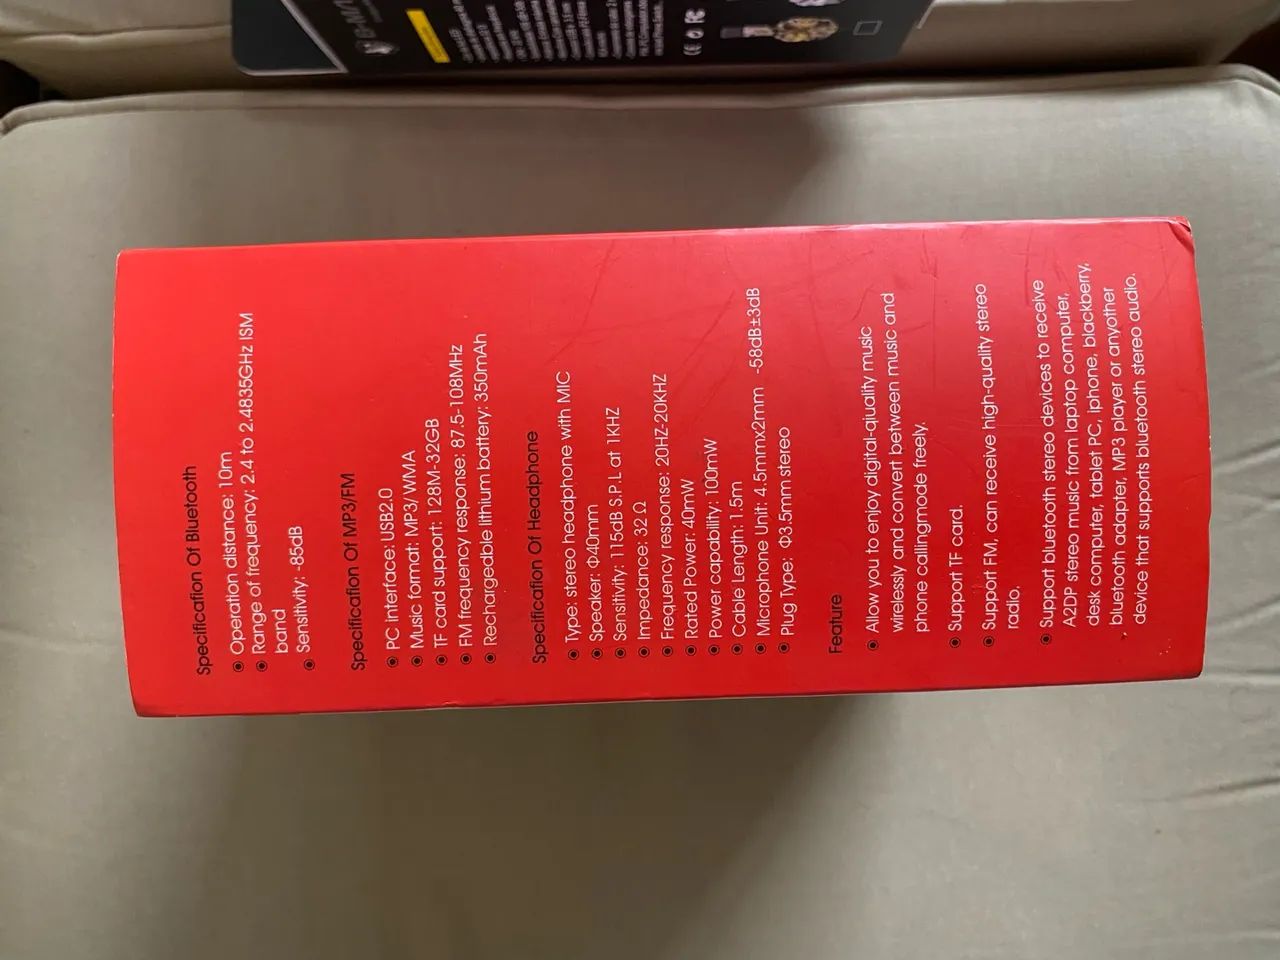 Specification Of Bluetooth
Operation distance: 10m
Range of frequency: 2.4 to 2.4835GHz ISM
band
Sensitivity: -85dB
Specification Of MP3/FM
PC interface: USB2.0
Music format: MP3/WMA
TF card support: 128M-32GB
FM frequency response: 87.5-108MHz
Rechargedble lithium battery: 350mAh
Specification Of Headphone
Type: stereo headphone with MIC
Speaker: Φ40mm
Sensitivity: 115dB S.P.L at 1KHZ
Impedance: 32 Ω
Frequency response: 20HZ-20KHZ
Rated Power: 40mW
Power capability: 100mW
Cable Length: 1.5m
Microphone Unit: 4.5mmx2mm -58dB±3dB
Plug Type: Φ3.5mm stereo
Feature
Allow you to enjoy digital-qiuality music
wirelessly and convert between music and
phone callingmode freely.
Support TF card.
Support FM, can receive high-quality stereo
radio.
Support bluetooth stereo devices to receive
A2DP stereo music from laptop computer,
desk computer, tablet PC, iphone, blackberry,
bluetooth adapter, MP3 player or anyother
device that supports bluetooth stereo audio.